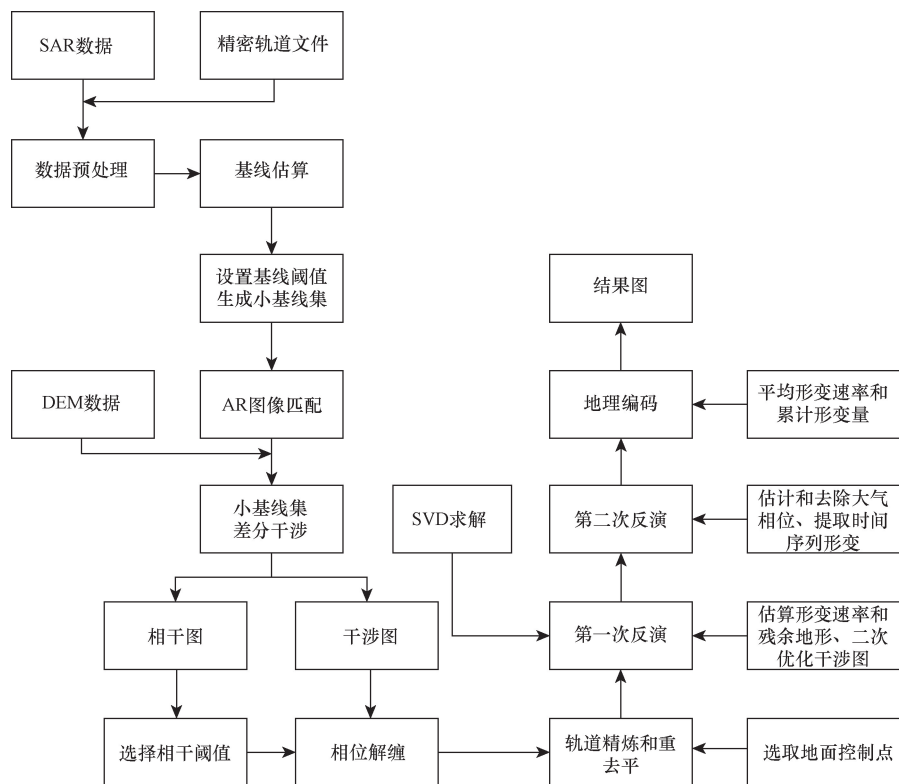 SAR数据
精密轨道文件
数据预处理
基线估算
设置基线阈值
生成小基线集
结果图
DEM数据
AR图像匹配
地理编码
平均形变速率和
累计形变量
小基线集
差分干涉
SVD求解
第二次反演
估计和去除大气
相位、提取时间
序列形变
相干图
干涉图
第一次反演
估算形变速率和
残余地形、二次
优化干涉图
选择相干阈值
相位解缠
轨道精炼和重
去平
选取地面控制点